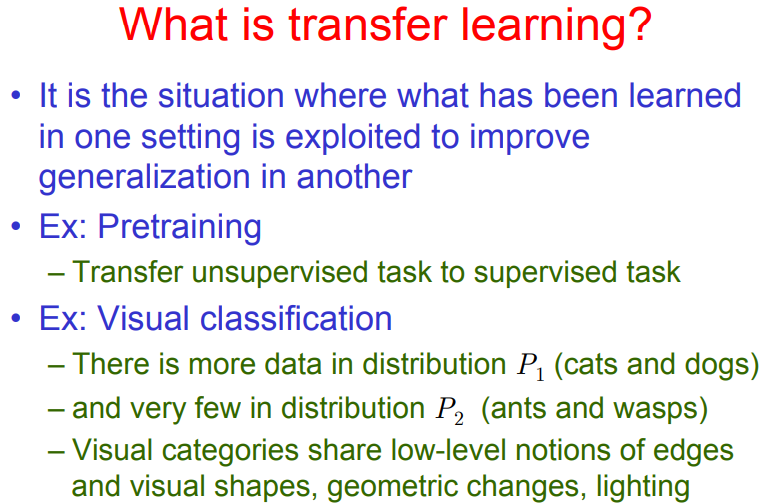 What is transfer learning?
• It is the situation where what has been learned
in one setting is exploited to improve
generalization in another
• Ex: Pretraining
– Transfer unsupervised task to supervised task
• Ex: Visual classification
– There is more data in distribution P₁ (cats and dogs)
– and very few in distribution P₂ (ants and wasps)
– Visual categories share low-level notions of edges
and visual shapes, geometric changes, lighting